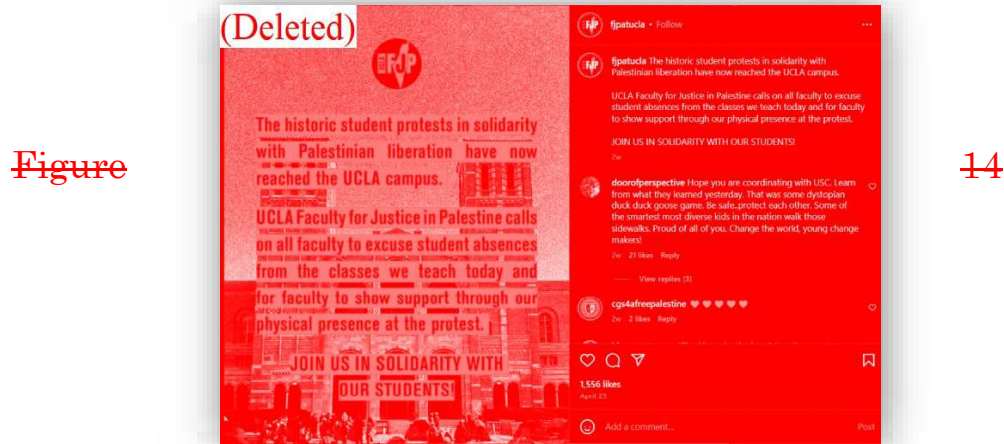 (Deleted)
FJP
The historic student protests in solidarity
with Palestinian liberation have now
reached the UCLA campus.
UCLA Faculty for Justice in Palestine calls
on all faculty to excuse student absences
from the classes we teach today and
for faculty to show support through our
physical presence at the protest.
JOIN US IN SOLIDARITY WITH
OUR STUDENTS!
fjpatucla • Follow
fjpatucla The historic student protests in solidarity with
Palestinian liberation have now reached the UCLA campus.
UCLA Faculty for Justice in Palestine calls on all faculty to excuse
student absences from the classes we teach today and for faculty
to show support through our physical presence at the protest.
JOIN US IN SOLIDARITY WITH OUR STUDENTS!
2w
doorofperspective Hope you are coordinating with USC. Learn
from what they learned yesterday. That was some dystopian
duck duck goose game. Be safe..protect each other. Some of
the smartest most diverse kids in the nation walk those
sidewalks. Proud of all of you. Change the world, young change
makers!
2w 21 likes Reply
View replies (3)
cgs4afreepalestine
2w 2 likes Reply
1,556 likes
April 25
Add a comment...
Post
Figure 14